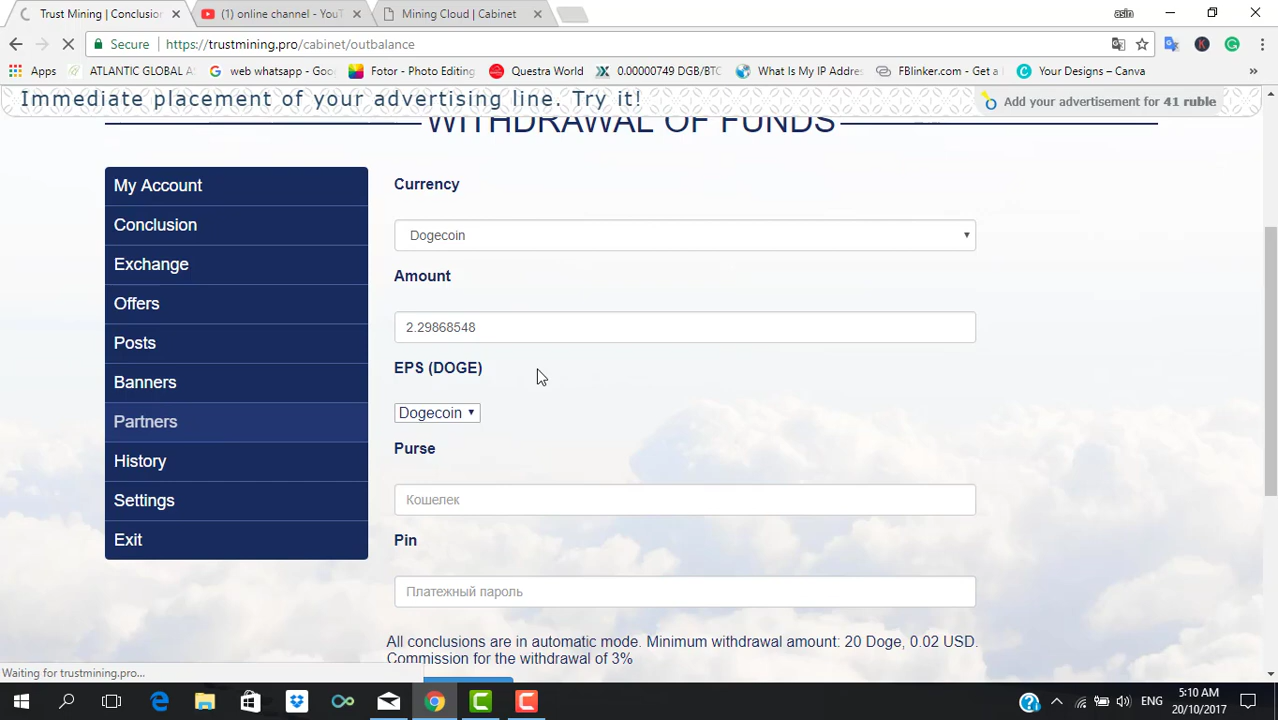 Trust Mining | Conclusion
(1) online channel - YouT
Mining Cloud | Cabinet
asin
Secure
https://trustmining.pro/cabinet/outbalance
Apps
ATLANTIC GLOBAL AS
web whatsapp - Goo
Fotor - Photo Editing
Questra World
0.00000749 DGB/BTC
What Is My IP Addre
FBlinker.com - Get a
Your Designs – Canva
Immediate placement of your advertising line. Try it!
Add your advertisement for 41 ruble
WITHDRAWAL OF FUNDS
My Account
Conclusion
Exchange
Offers
Posts
Banners
Partners
History
Settings
Exit
Currency
Dogecoin
Amount
2.29868548
EPS (DOGE)
Dogecoin
Purse
Кошелек
Pin
Платежный пароль
All conclusions are in automatic mode. Minimum withdrawal amount: 20 Doge, 0.02 USD.
Commission for the withdrawal of 3%
Waiting for trustmining.pro...
ENG
5:10 AM
20/10/2017